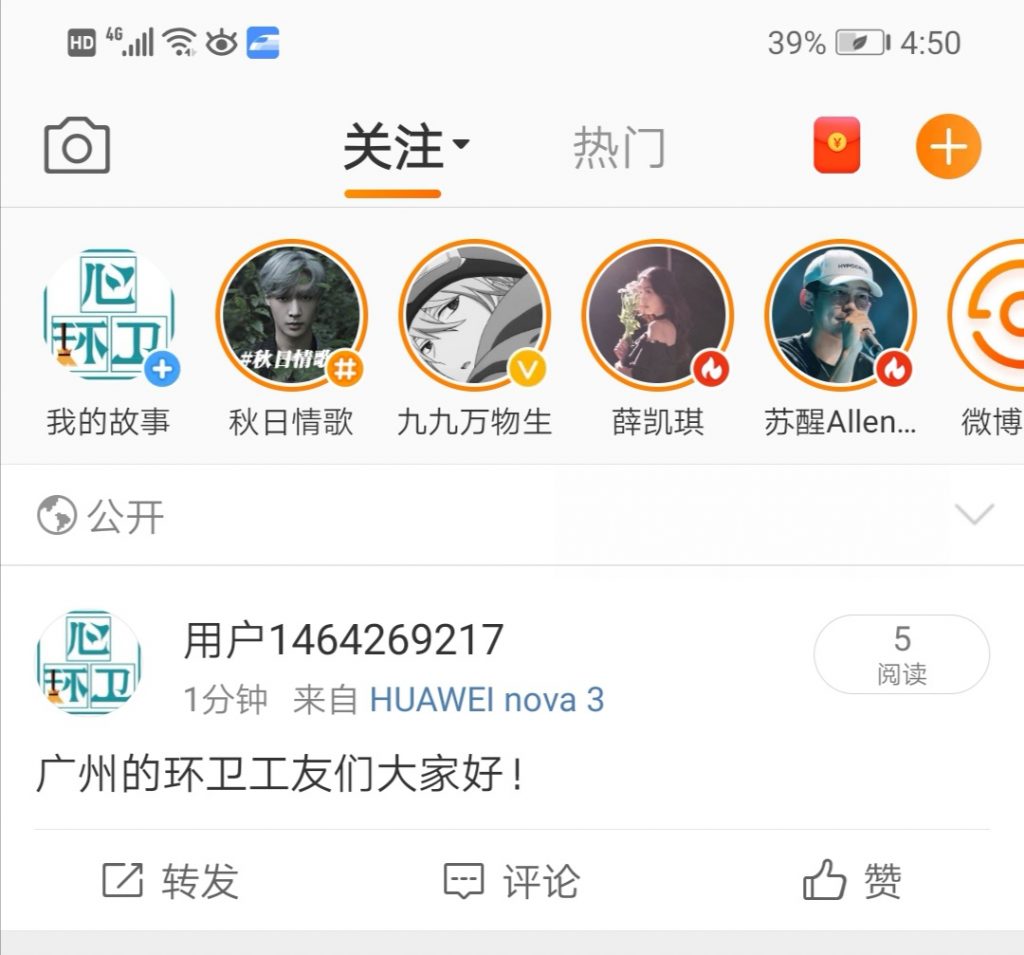 HD 4G 39% 4:50
关注 热门
心
环卫
#秋日情歌 #
V
我的故事 秋日情歌 九九万物生 薛凯琪 苏醒Allen... 微博
公开
心
环卫
用户1464269217
5
阅读
1分钟 来自 HUAWEI nova 3
广州的环卫工友们大家好!
转发 评论 赞